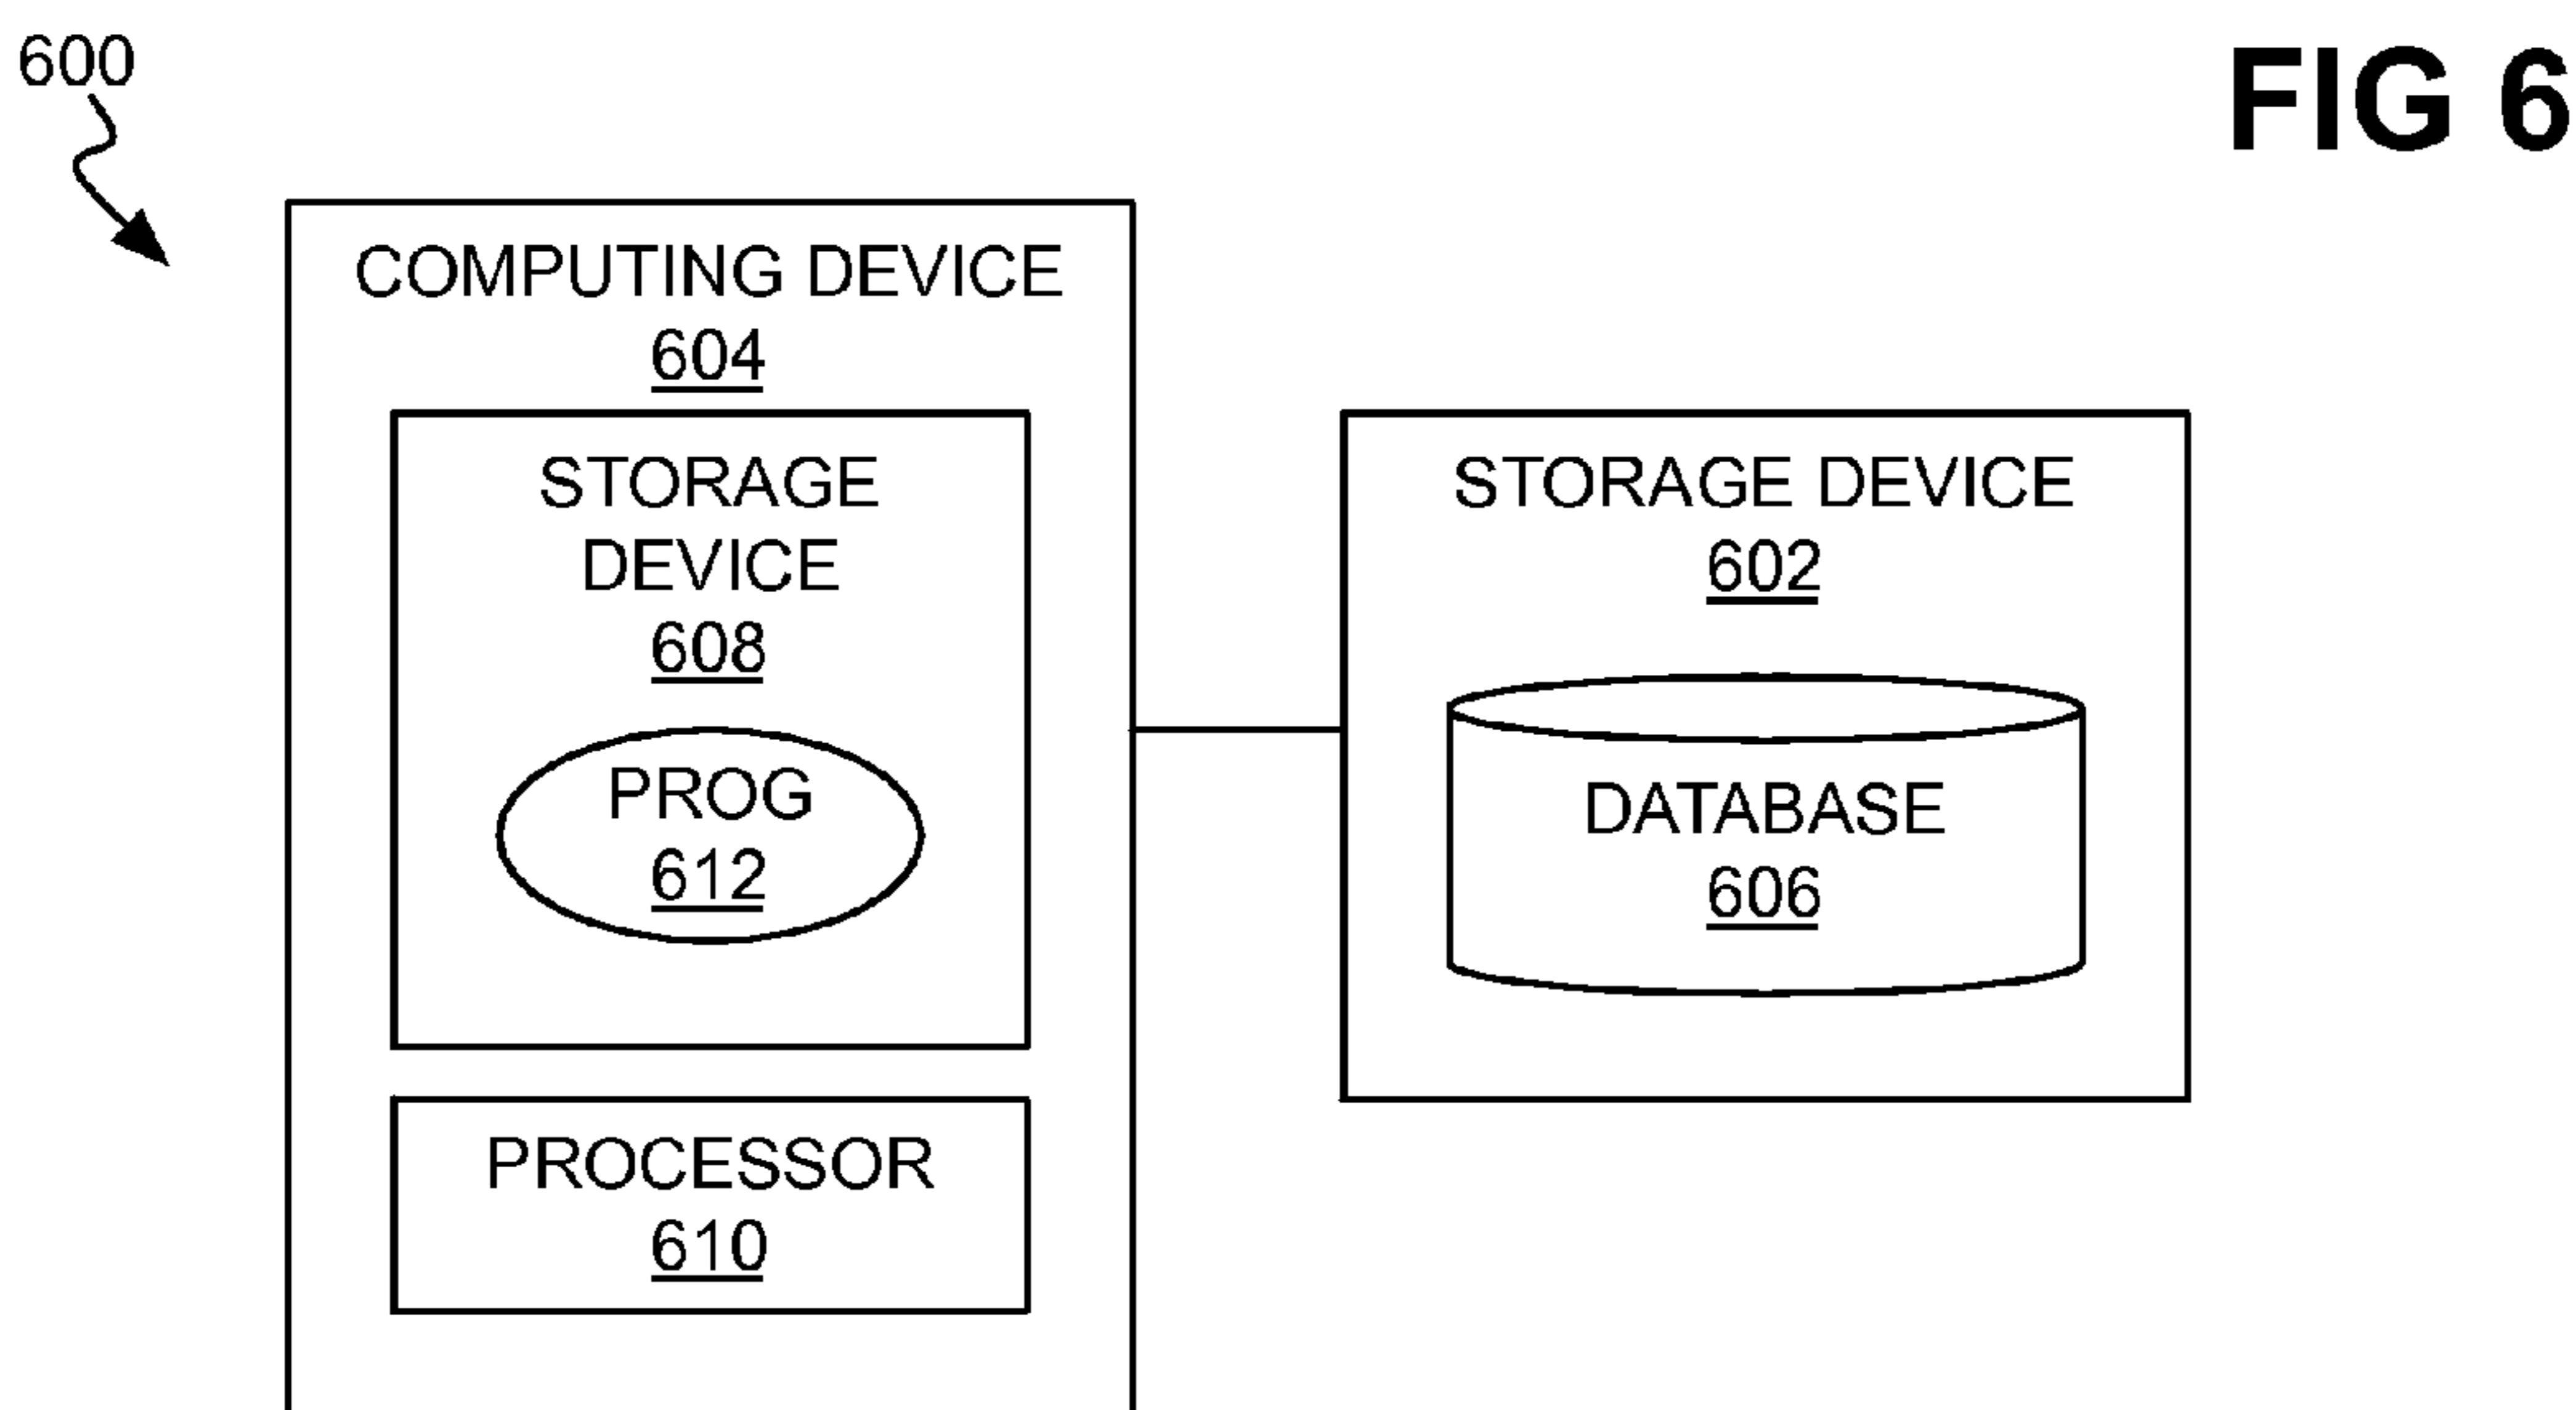 600
FIG 6
COMPUTING DEVICE
604
STORAGE
DEVICE
608
PROG
612
PROCESSOR
610
STORAGE DEVICE
602
DATABASE
606